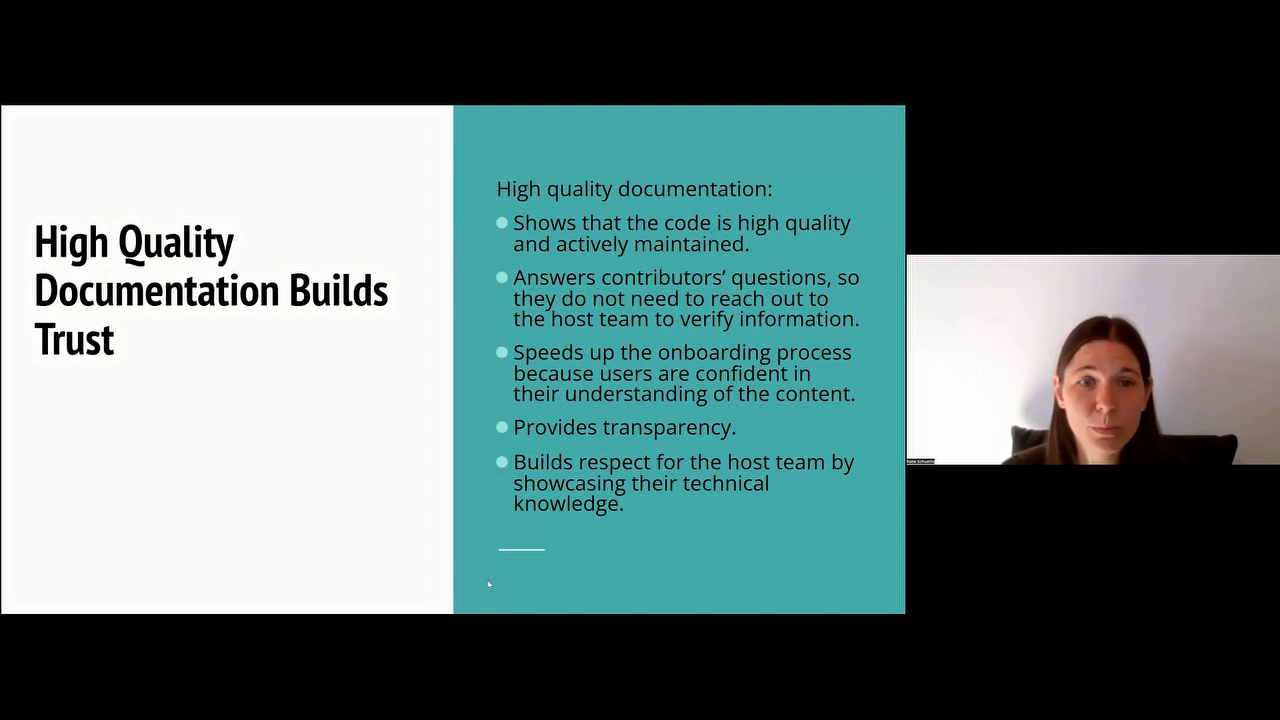 High Quality
Documentation Builds
Trust
High quality documentation:
Shows that the code is high quality
and actively maintained.
Answers contributors’ questions, so
they do not need to reach out to
the host team to verify information.
Speeds up the onboarding process
because users are confident in
their understanding of the content.
Provides transparency.
Builds respect for the host team by
showcasing their technical
knowledge.